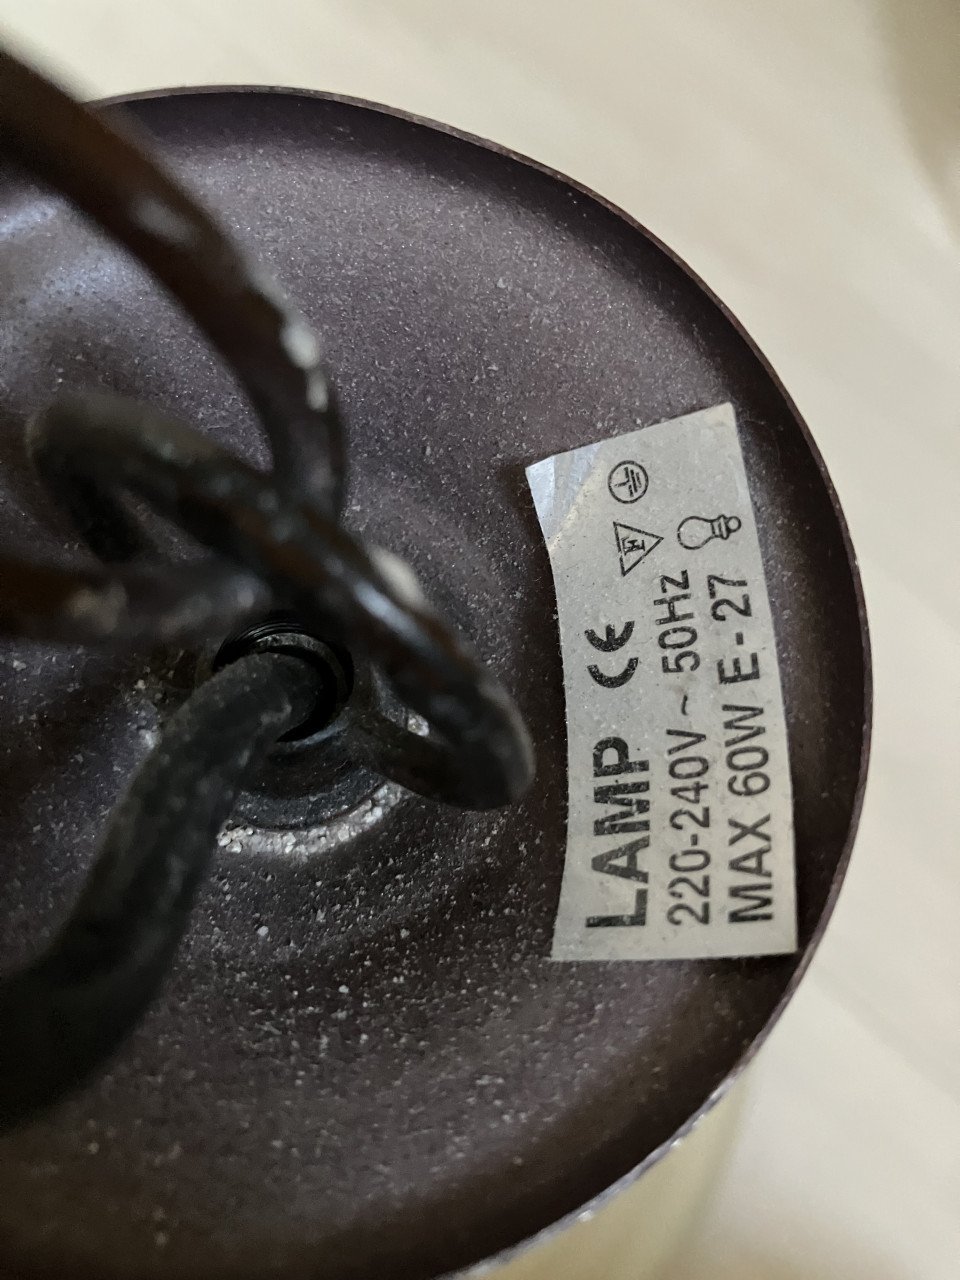 LAMP CE F
220-240V ~ 50Hz
MAX 60W E-27